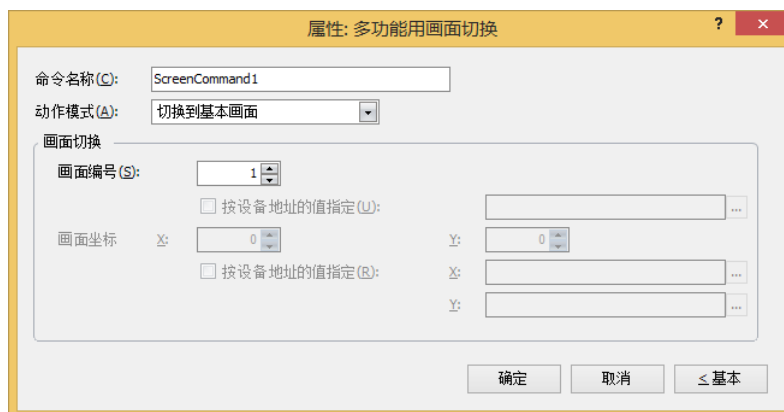 属性: 多功能用画面切换 ? ×
命令名称(C): ScreenCommand1
动作模式(A): 切换到基本画面
画面切换
画面编号(S): 1
按设备地址的值指定(U): ...
画面坐标 X: 0 Y: 0
按设备地址的值指定(R): X: ...
Y: ...
确定 取消 ≤ 基本